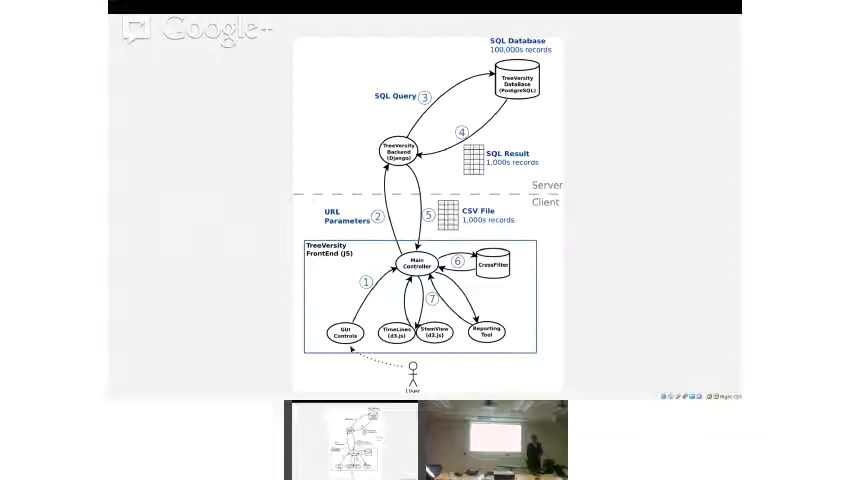 Google+
SQL Database
100,000s records
TreeVersity
DataBase
(PostgreSQL)
SQL Query
3
4
TreeVersity
Backend
(Django)
SQL Result
1,000s records
Server
Client
URL
Parameters
2
5
CSV File
1,000s records
TreeVersity
FrontEnd (JS)
Main
Controller
6
CrossFilter
1
7
GUI
Controls
TimeLines
(d3.js)
StemView
(d3.js)
Reporting
Tool
User
Right Ctrl